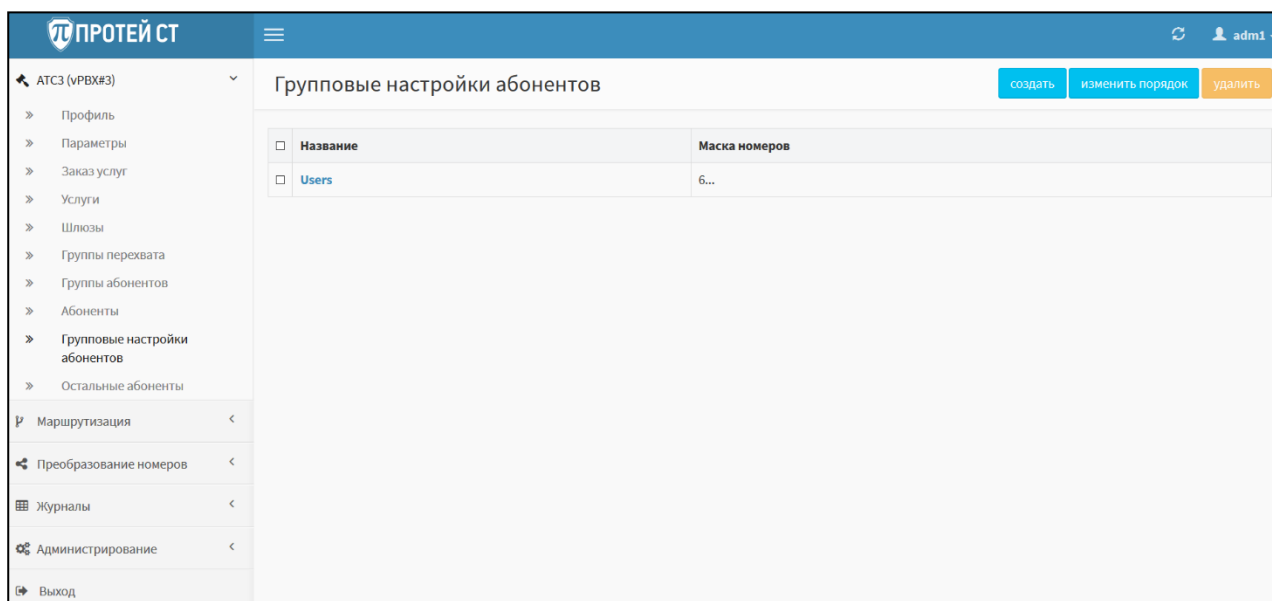 ПРОТЕЙ СТ
adm1
АТС3 (vPBX#3)
Профиль
Параметры
Заказ услуг
Услуги
Шлюзы
Группы перехвата
Группы абонентов
Абоненты
Групповые настройки
абонентов
Остальные абоненты
Маршрутизация
Преобразование номеров
Журналы
Администрирование
Выход
Групповые настройки абонентов
создать
изменить порядок
удалить
Название
Маска номеров
Users
6...